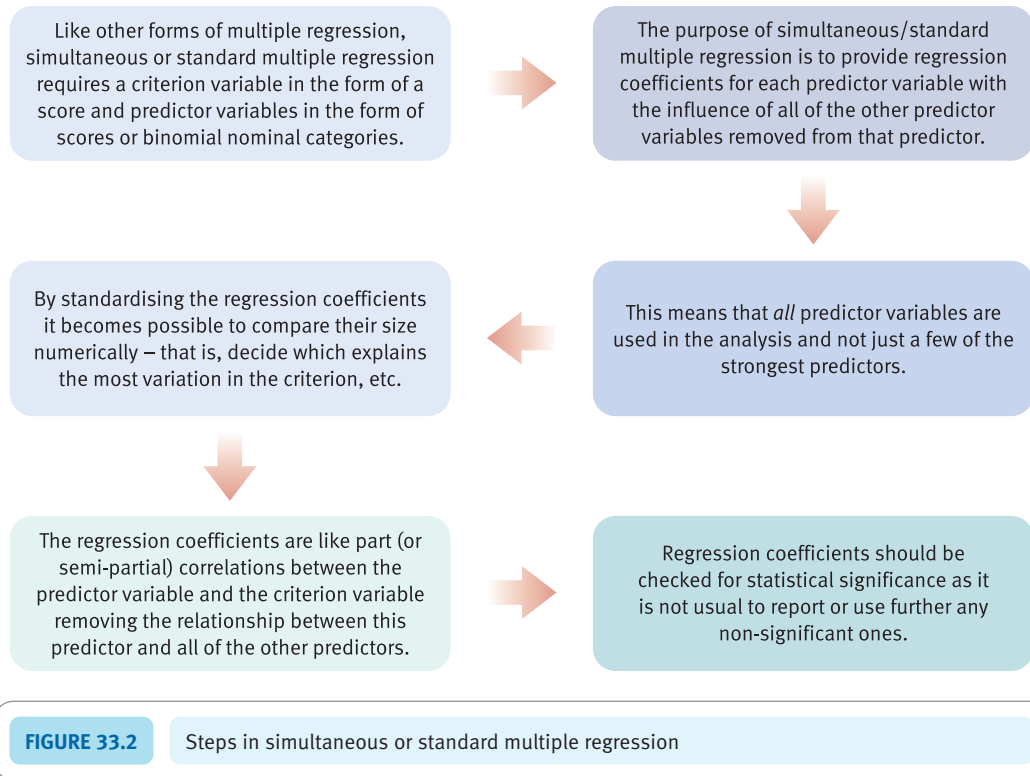 Like other forms of multiple regression,
simultaneous or standard multiple regression
requires a criterion variable in the form of a
score and predictor variables in the form of
scores or binomial nominal categories.
The purpose of simultaneous/standard
multiple regression is to provide regression
coefficients for each predictor variable with
the influence of all of the other predictor
variables removed from that predictor.
This means that all predictor variables are
used in the analysis and not just a few of the
strongest predictors.
By standardising the regression coefficients
it becomes possible to compare their size
numerically – that is, decide which explains
the most variation in the criterion, etc.
The regression coefficients are like part (or
semi-partial) correlations between the
predictor variable and the criterion variable
removing the relationship between this
predictor and all of the other predictors.
Regression coefficients should be
checked for statistical significance as it
is not usual to report or use further any
non-significant ones.
FIGURE 33.2 Steps in simultaneous or standard multiple regression